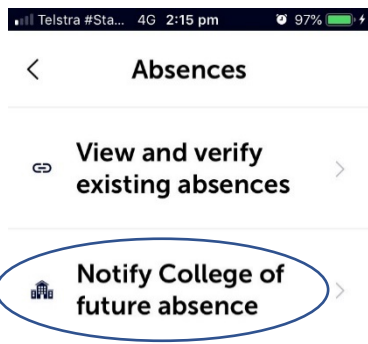 Telstra #Sta... 4G 2:15 pm 97%
Absences
View and verify
existing absences
Notify College of
future absence